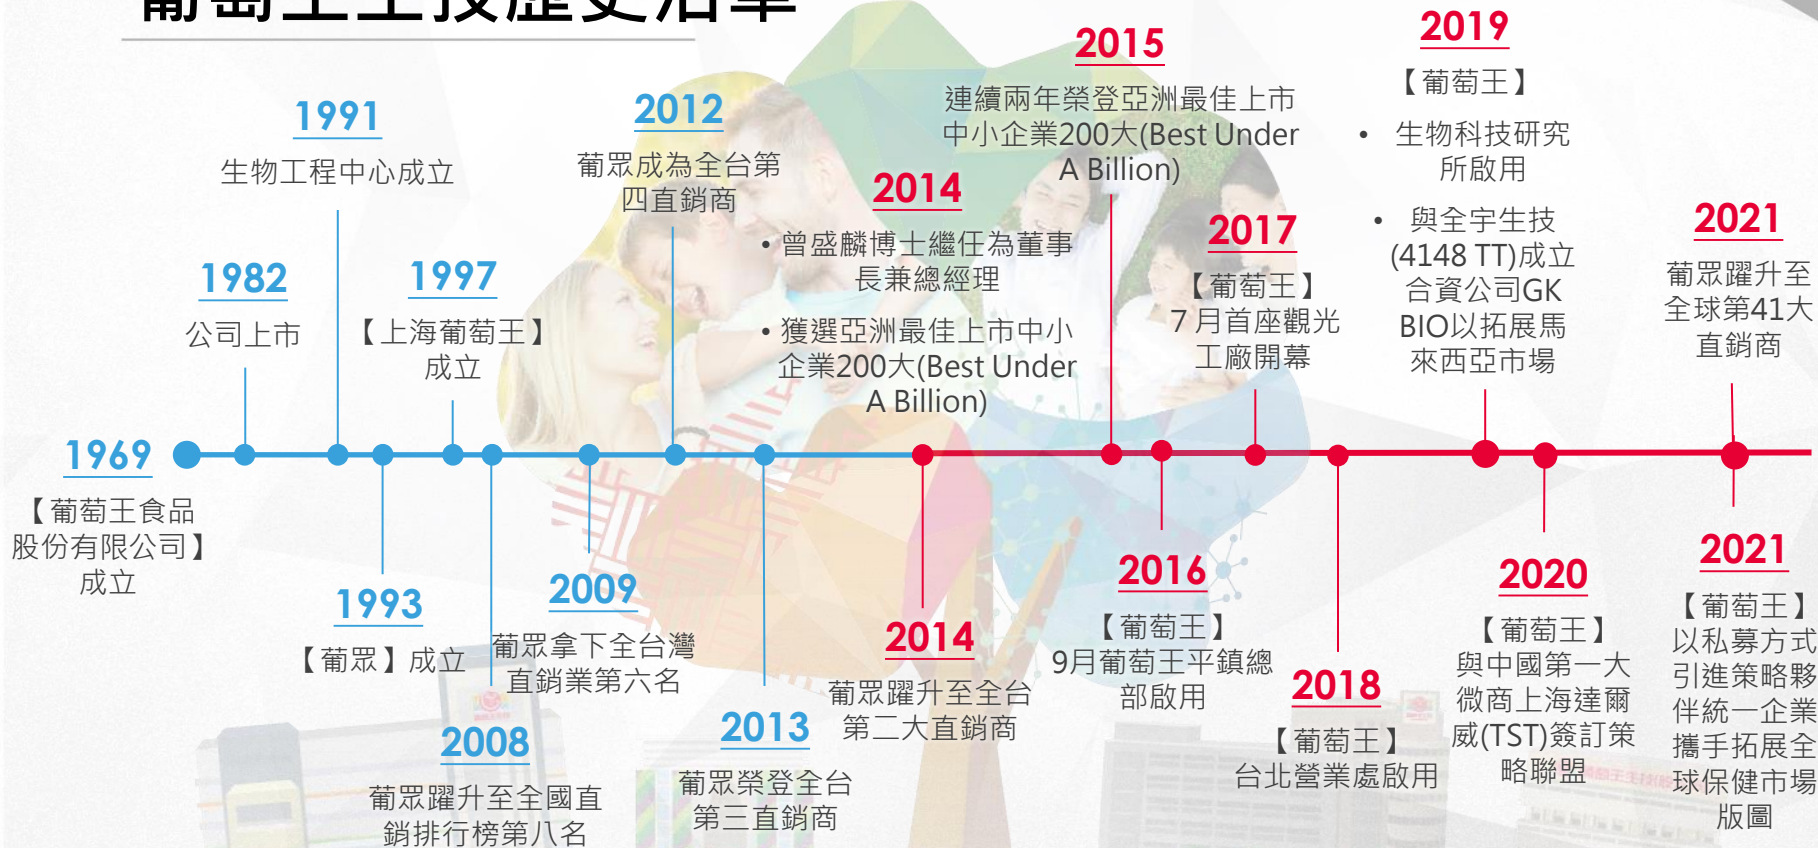 葡萄王生技歷史沿革
1969
【葡萄王食品
股份有限公司】
成立
1982
公司上市
1991
生物工程中心成立
1993
【葡眾】成立
1997
【上海葡萄王】
成立
2008
葡眾躍升至全國直
銷排行榜第八名
2009
葡眾拿下全台灣
直銷業第六名
2012
葡眾成為全台第
四直銷商
2013
葡眾榮登全台
第三直銷商
2014
• 曾盛麟博士繼任為董事
長兼總經理
• 獲選亞洲最佳上市中小
企業200大(Best Under
A Billion)
2014
葡眾躍升至全台
第二大直銷商
2015
連續兩年榮登亞洲最佳上市
中小企業200大(Best Under
A Billion)
2016
【葡萄王】
9月葡萄王平鎮總
部啟用
2017
【葡萄王】
7月首座觀光
工廠開幕
2018
【葡萄王】
台北營業處啟用
2019
【葡萄王】
• 生物科技研究
所啟用
• 與全宇生技
(4148 TT)成立
合資公司GK
BIO以拓展馬
來西亞市場
2020
【葡萄王】
與中國第一大
微商上海達爾
威(TST)簽訂策
略聯盟
2021
葡眾躍升至
全球第41大
直銷商
2021
【葡萄王】
以私募方式
引進策略夥
伴統一企業
攜手拓展全
球保健市場
版圖